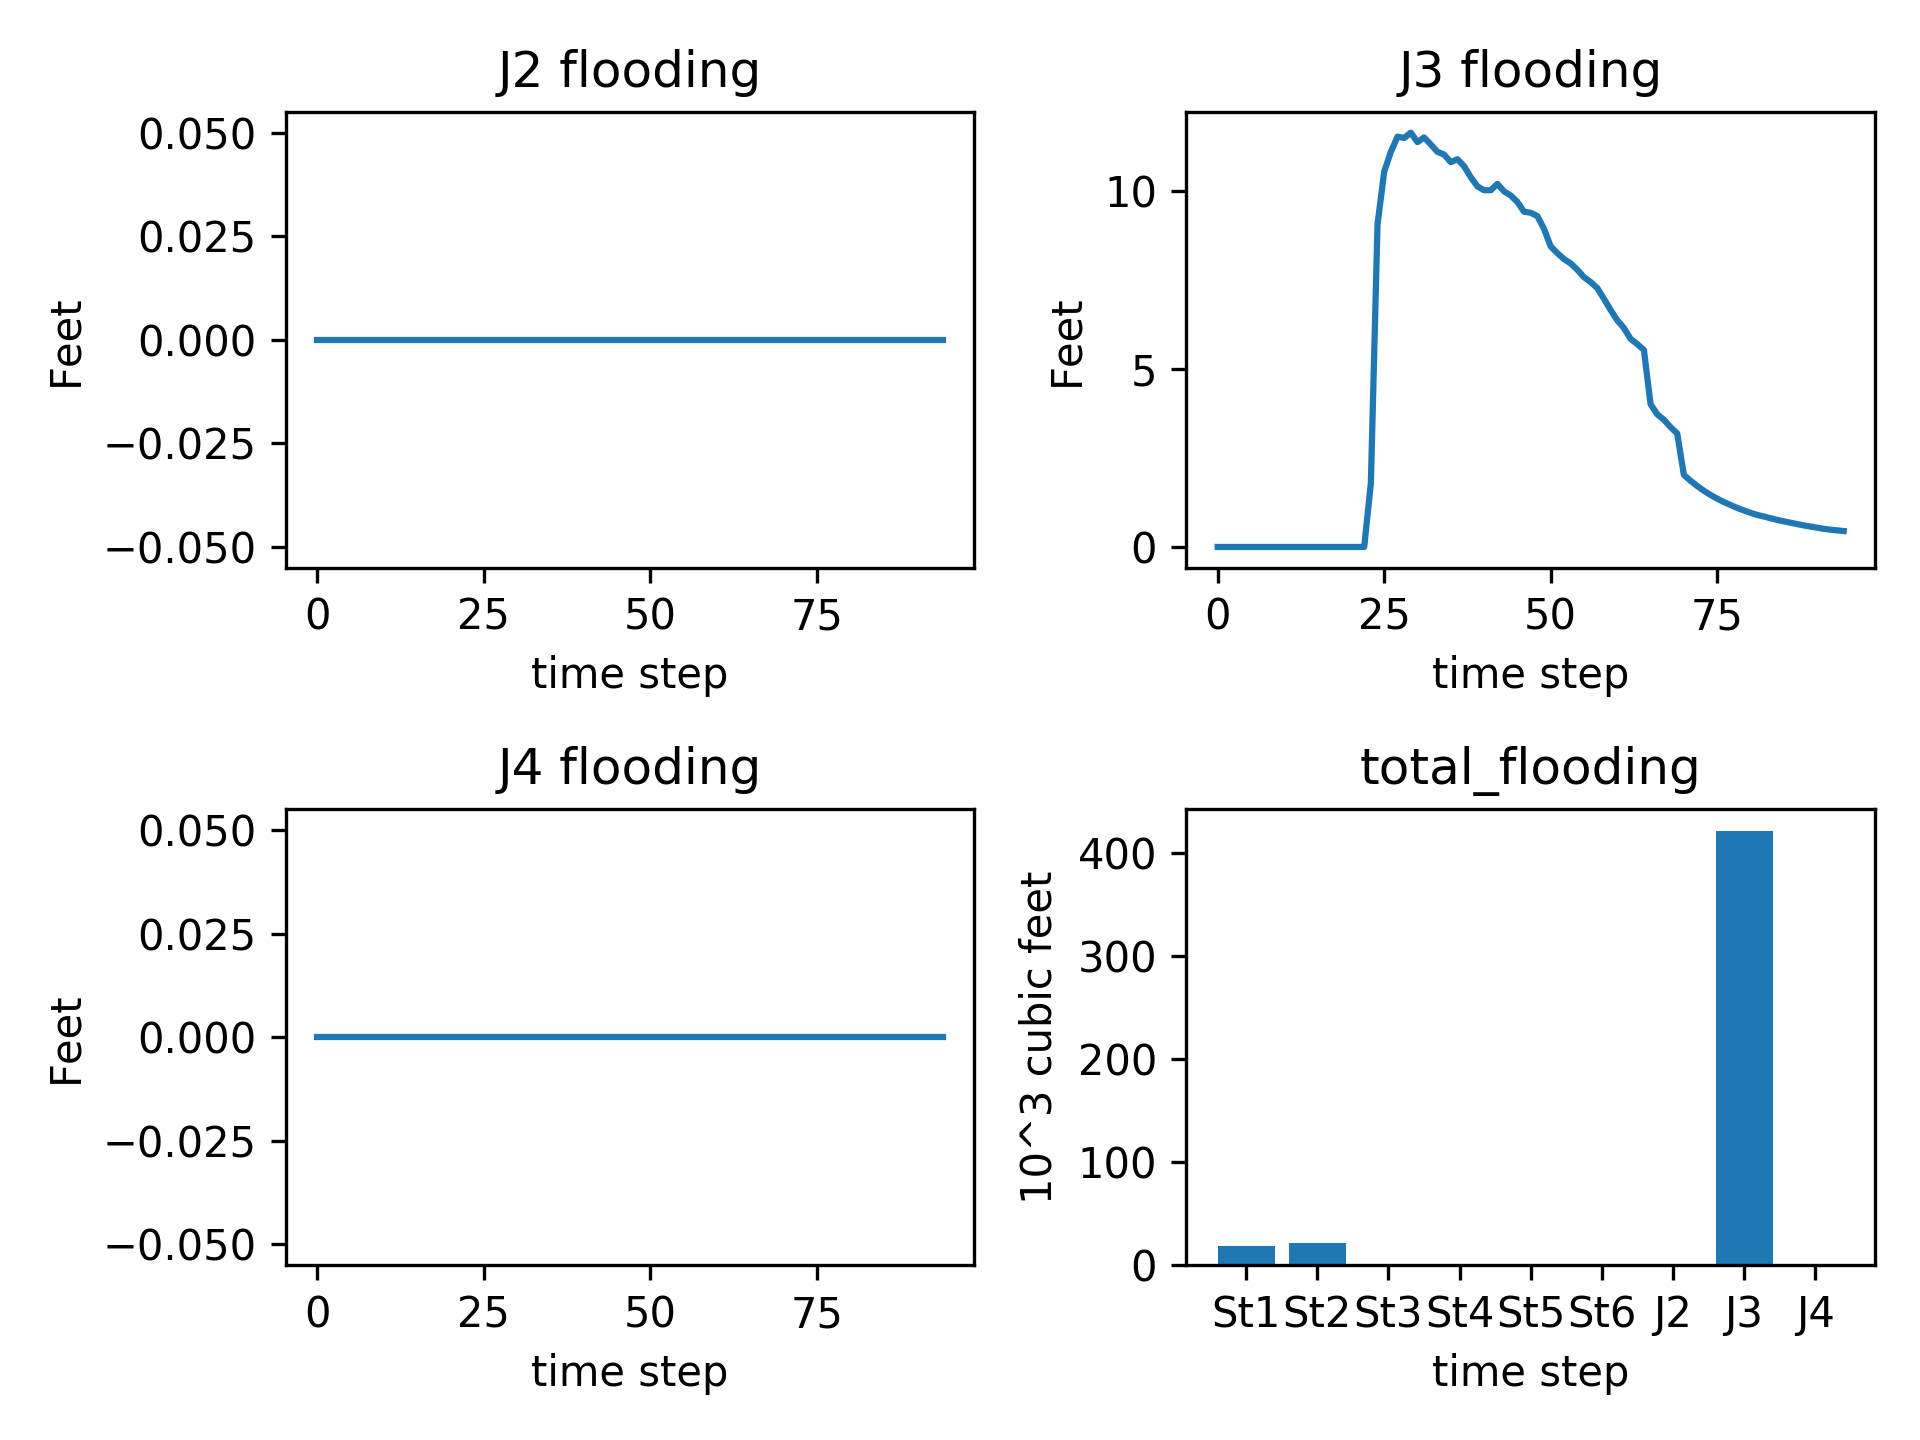 J2 flooding
0.050
0.025
0.000
−0.025
−0.050
Feet
0 25 50 75
time step
J3 flooding
10
5
0
Feet
0 25 50 75
time step
J4 flooding
0.050
0.025
0.000
−0.025
−0.050
Feet
0 25 50 75
time step
total_flooding
400
300
200
100
0
10^3 cubic feet
St1 St2 St3 St4 St5 St6 J2 J3 J4
time step